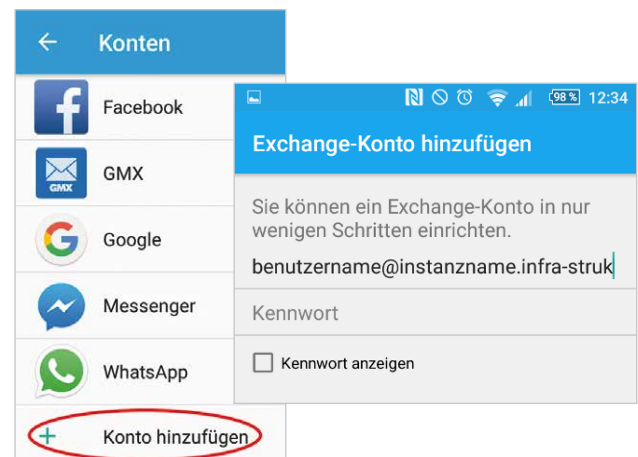 Konten
Facebook
GMX
GMX
Google
Messenger
WhatsApp
Konto hinzufügen
98% 12:34
Exchange-Konto hinzufügen
Sie können ein Exchange-Konto in nur
wenigen Schritten einrichten.
benutzername@instanzname.infra-struk
Kennwort
Kennwort anzeigen